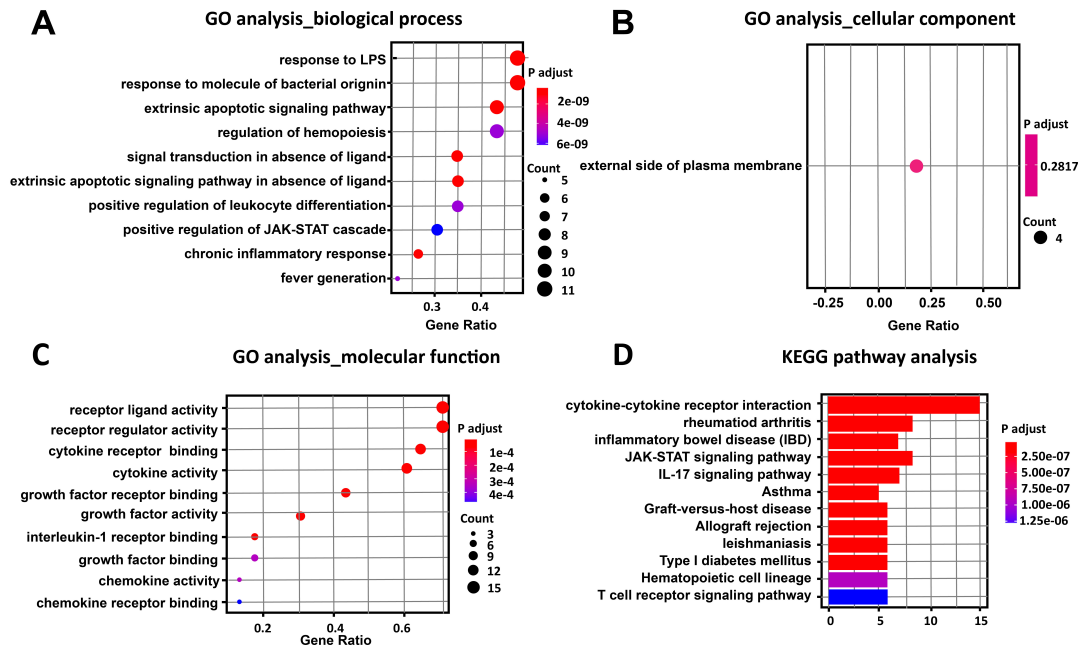 A
GO analysis_biological process
response to LPS
response to molecule of bacterial orignin
extrinsic apoptotic signaling pathway
regulation of hemopoiesis
signal transduction in absence of ligand
extrinsic apoptotic signaling pathway in absence of ligand
positive regulation of leukocyte differentiation
positive regulation of JAK-STAT cascade
chronic inflammatory response
fever generation
0.3 0.4
Gene Ratio
P adjust
2e-09
4e-09
6e-09
Count
5
6
7
8
9
10
11
B
GO analysis_cellular component
external side of plasma membrane
-0.25 0.00 0.25 0.50
Gene Ratio
P adjust
0.2817
Count
4
C
GO analysis_molecular function
receptor ligand activity
receptor regulator activity
cytokine receptor binding
cytokine activity
growth factor receptor binding
growth factor activity
interleukin-1 receptor binding
growth factor binding
chemokine activity
chemokine receptor binding
0.2 0.4 0.6
Gene Ratio
P adjust
1e-4
2e-4
3e-4
4e-4
Count
3
6
9
12
15
D
KEGG pathway analysis
cytokine-cytokine receptor interaction
rheumatiod arthritis
inflammatory bowel disease (IBD)
JAK-STAT signaling pathway
IL-17 signaling pathway
Asthma
Graft-versus-host disease
Allograft rejection
leishmaniasis
Type I diabetes mellitus
Hematopoietic cell lineage
T cell receptor signaling pathway
0 5 10 15
P adjust
2.50e-07
5.00e-07
7.50e-07
1.00e-06
1.25e-06